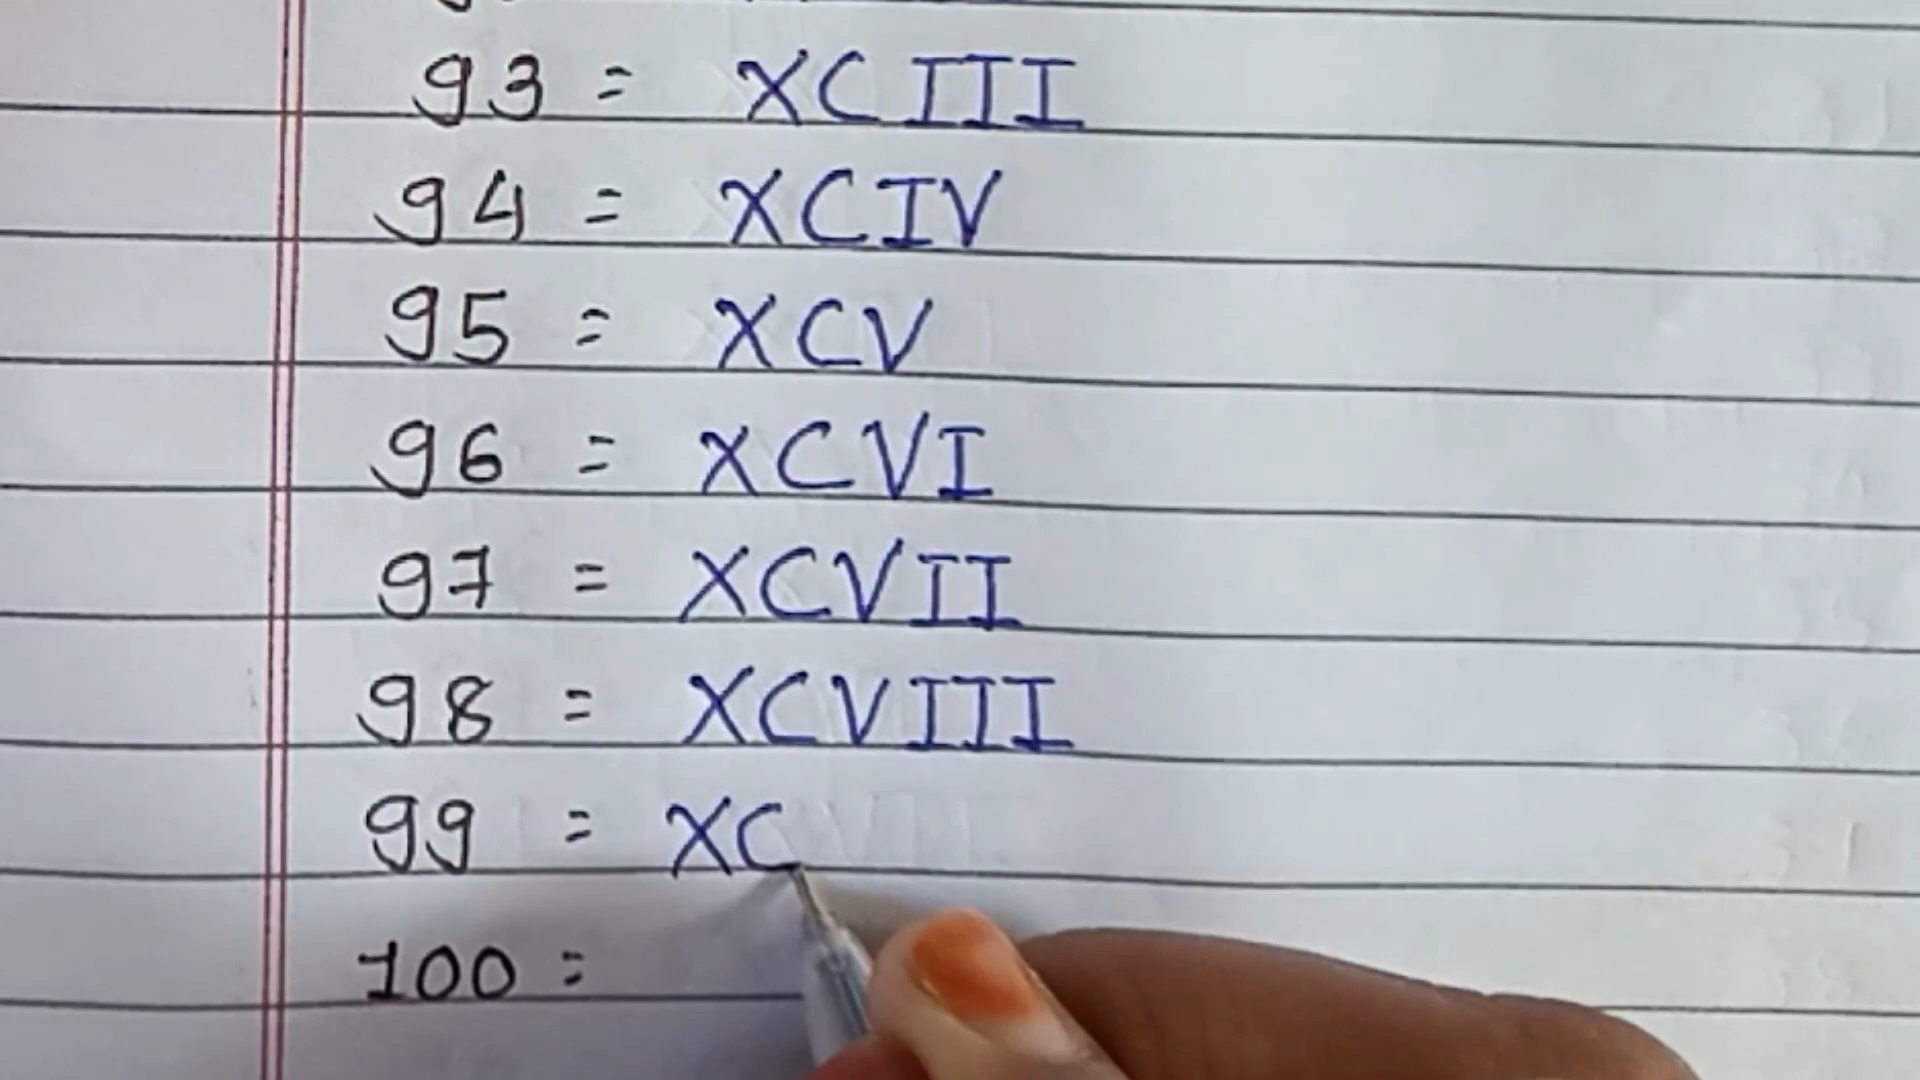 93 = XCIII
94 = XCIV
95 = XCV
96 = XCVI
97 = XCVII
98 = XCVIII
99 = XC
100 =